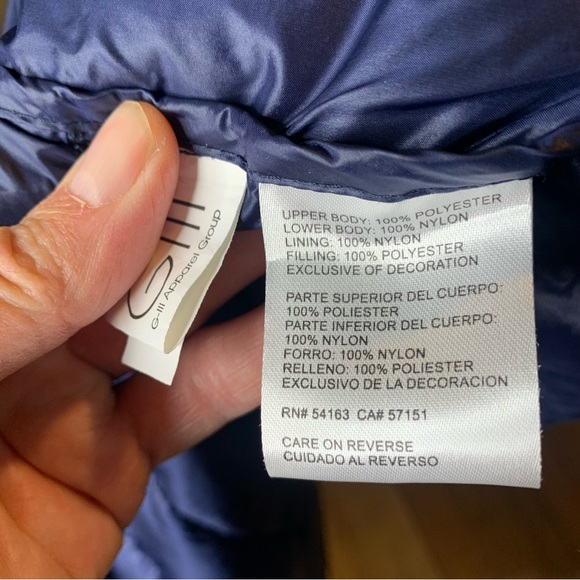 GIII
G-III Apparel Group
UPPER BODY: 100% POLYESTER
LOWER BODY: 100% NYLON
LINING: 100% NYLON
FILLING: 100% POLYESTER
EXCLUSIVE OF DECORATION
PARTE SUPERIOR DEL CUERPO:
100% POLYESTER
PARTE INFERIOR DEL CUERPO:
100% NYLON
FORRO: 100% NYLON
RELLENO: 100% POLIESTER
EXCLUSIVO DE LA DECORACION
RN# 54163 CA# 57151
CARE ON REVERSE
CUIDADO AL REVERSO